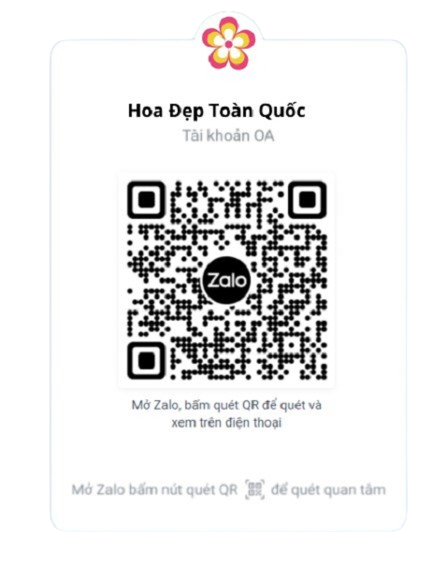 Hoa Đẹp Toàn Quốc
Tài khoản OA
Zalo
Mở Zalo, bấm quét QR để quét và
xem trên điện thoại
Mở Zalo bấm nút quét QR để quét quan tâm